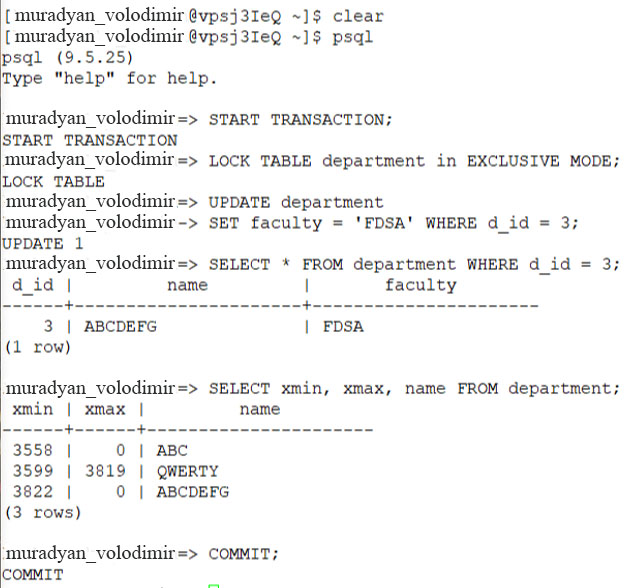 [muradyan_volodimir@vpsj3IeQ ~]$ clear
[muradyan_volodimir@vpsj3IeQ ~]$ psql
psql (9.5.25)
Type "help" for help.
muradyan_volodimir=> START TRANSACTION;
START TRANSACTION
muradyan_volodimir=> LOCK TABLE department in EXCLUSIVE MODE;
LOCK TABLE
muradyan_volodimir=> UPDATE department
muradyan_volodimir-> SET faculty = 'FDSA' WHERE d_id = 3;
UPDATE 1
muradyan_volodimir=> SELECT * FROM department WHERE d_id = 3;
d_id | name | faculty
------+-----------------------+-----------------------
3 | ABCDEFG | FDSA
(1 row)
muradyan_volodimir=> SELECT xmin, xmax, name FROM department;
xmin | xmax | name
------+------+-----------------------
3558 | 0 | ABC
3599 | 3819 | QWERTY
3822 | 0 | ABCDEFG
(3 rows)
muradyan_volodimir=> COMMIT;
COMMIT